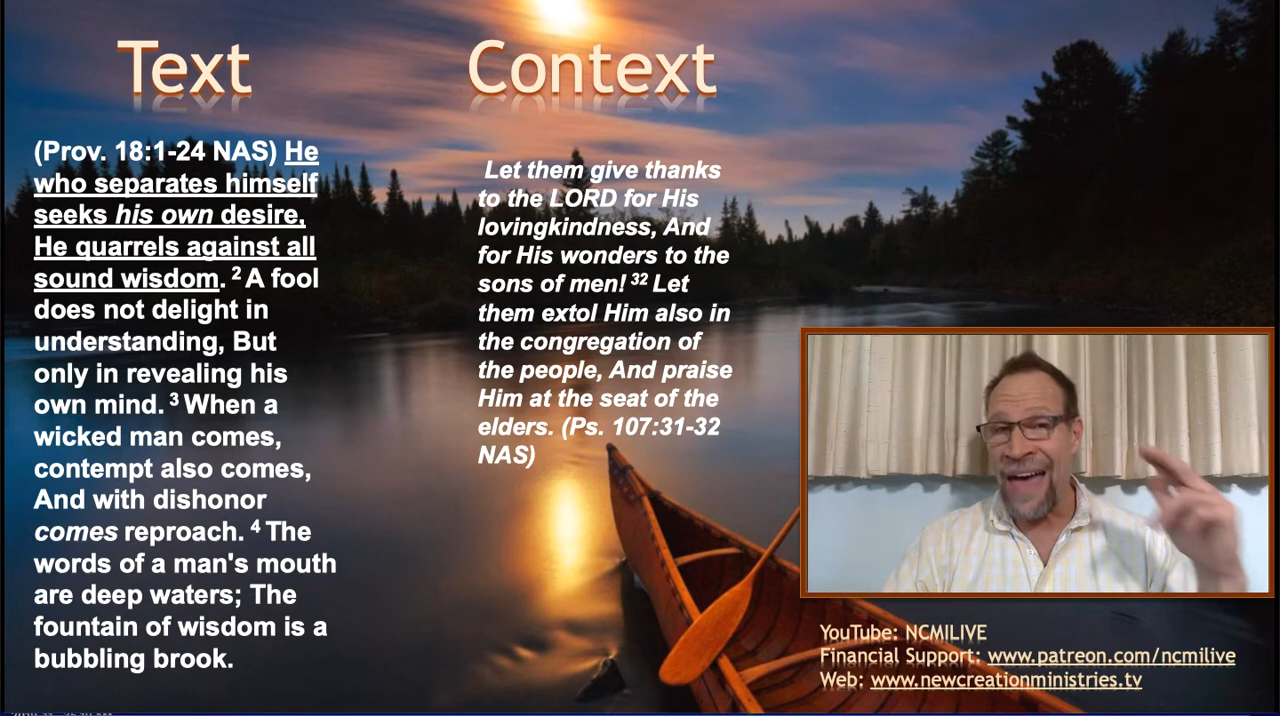 Text
Context
(Prov. 18:1-24 NAS) He
who separates himself
seeks his own desire,
He quarrels against all
sound wisdom. 2 A fool
does not delight in
understanding, But
only in revealing his
own mind. 3 When a
wicked man comes,
contempt also comes,
And with dishonor
comes reproach. 4 The
words of a man's mouth
are deep waters; The
fountain of wisdom is a
bubbling brook.
Let them give thanks
to the LORD for His
lovingkindness, And
for His wonders to the
sons of men! 32 Let
them extol Him also in
the congregation of
the people, And praise
Him at the seat of the
elders. (Ps. 107:31-32
NAS)
YouTube: NCMILIVE
Financial Support: www.patreon.com/ncmilive
Web: www.newcreationministries.tv